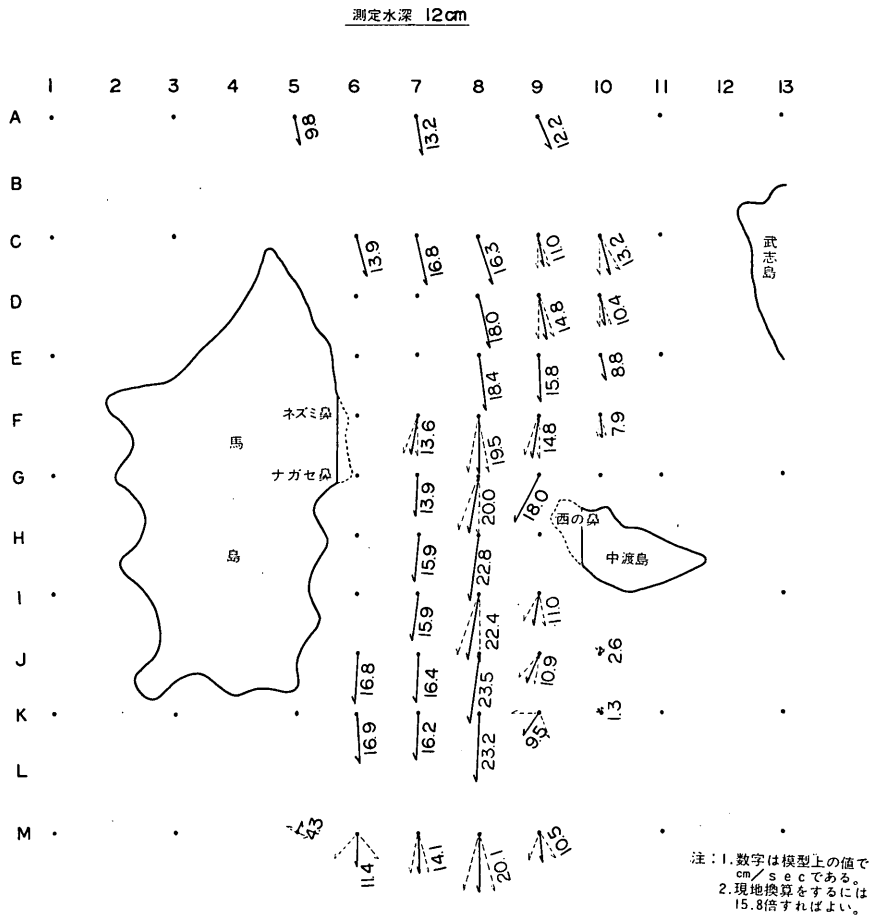 測定水深 12cm
1 2 3 4 5 6 7 8 9 10 11 12 13
A 9.8 13.2 12.2
B
C 13.9 16.8 16.3 11.0 13.2
武志島
D 18.0 14.8 10.4
E 18.4 15.8 8.8
ネズミ鼻
F 13.6 19.5 14.8 7.9
馬島
ナガセ鼻
G 13.9 20.0 18.0
西の鼻
H 15.9 22.8
中渡島
I 15.9 22.4 11.0
J 16.8 16.4 23.5 10.9 2.6
K 16.9 16.2 23.2 9.5 1.3
L
M 4.3 11.4 14.1 20.1 10.5
注:1.数字は模型上の値で
cm/secである。
2.現地換算をするには
15.8倍すればよい。